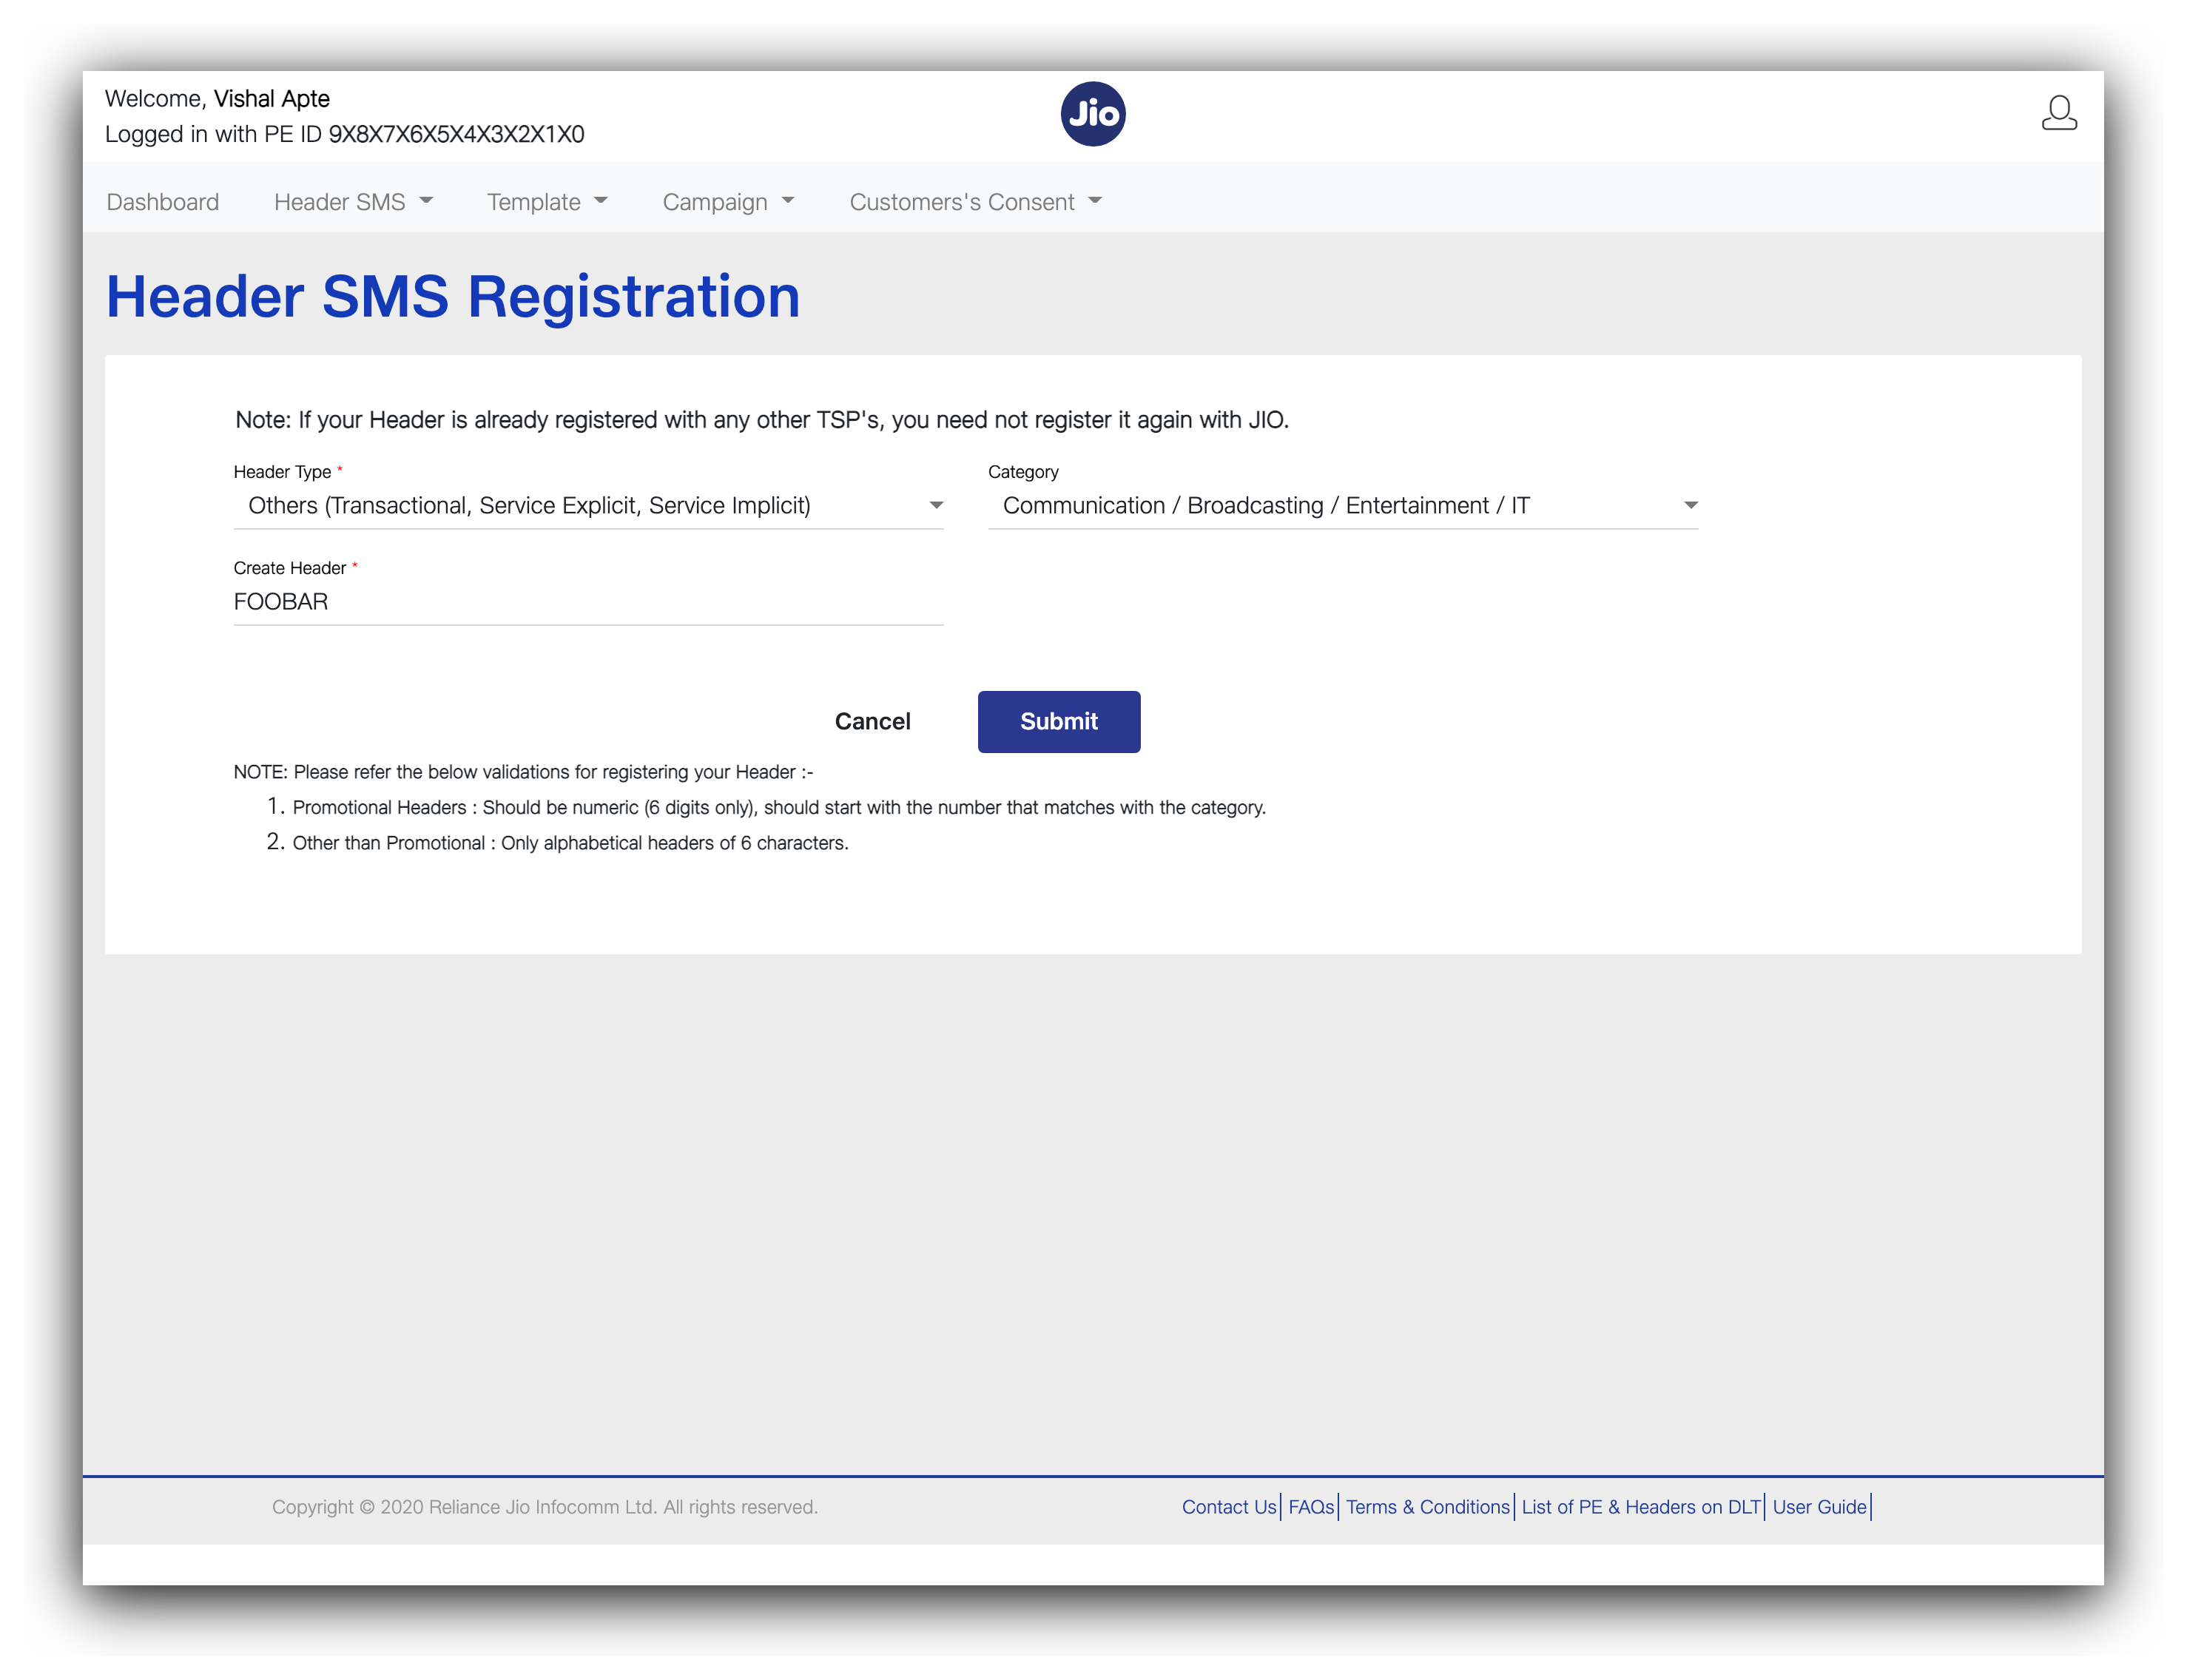 Welcome, Vishal Apte
Logged in with PE ID 9X8X7X6X5X4X3X2X1X0
Jio
Dashboard Header SMS Template Campaign Customers's Consent
Header SMS Registration
Note: If your Header is already registered with any other TSP's, you need not register it again with JIO.
Header Type * Category
Others (Transactional, Service Explicit, Service Implicit) Communication / Broadcasting / Entertainment / IT
Create Header *
FOOBAR
Cancel Submit
NOTE: Please refer the below validations for registering your Header :-
1. Promotional Headers : Should be numeric (6 digits only), should start with the number that matches with the category.
2. Other than Promotional : Only alphabetical headers of 6 characters.
Copyright © 2020 Reliance Jio Infocomm Ltd. All rights reserved. Contact Us| FAQs| Terms & Conditions| List of PE & Headers on DLT| User Guide|